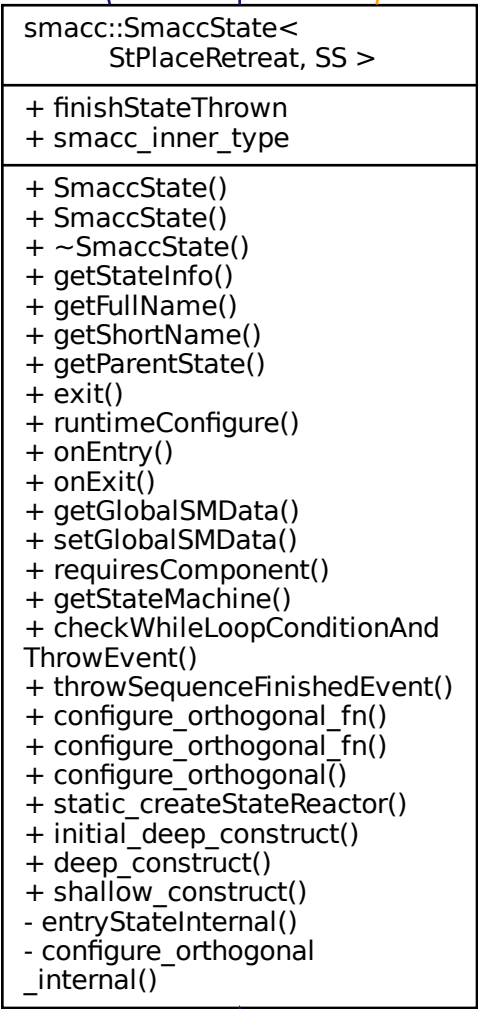 smacc::SmaccState<
StPlaceRetreat, SS >
+ finishStateThrown
+ smacc_inner_type
+ SmaccState()
+ SmaccState()
+ ~SmaccState()
+ getStateInfo()
+ getFullName()
+ getShortName()
+ getParentState()
+ exit()
+ runtimeConfigure()
+ onEntry()
+ onExit()
+ getGlobalSMData()
+ setGlobalSMData()
+ requiresComponent()
+ getStateMachine()
+ checkWhileLoopConditionAnd
ThrowEvent()
+ throwSequenceFinishedEvent()
+ configure_orthogonal_fn()
+ configure_orthogonal_fn()
+ configure_orthogonal()
+ static_createStateReactor()
+ initial_deep_construct()
+ deep_construct()
+ shallow_construct()
- entryStateInternal()
- configure_orthogonal
_internal()